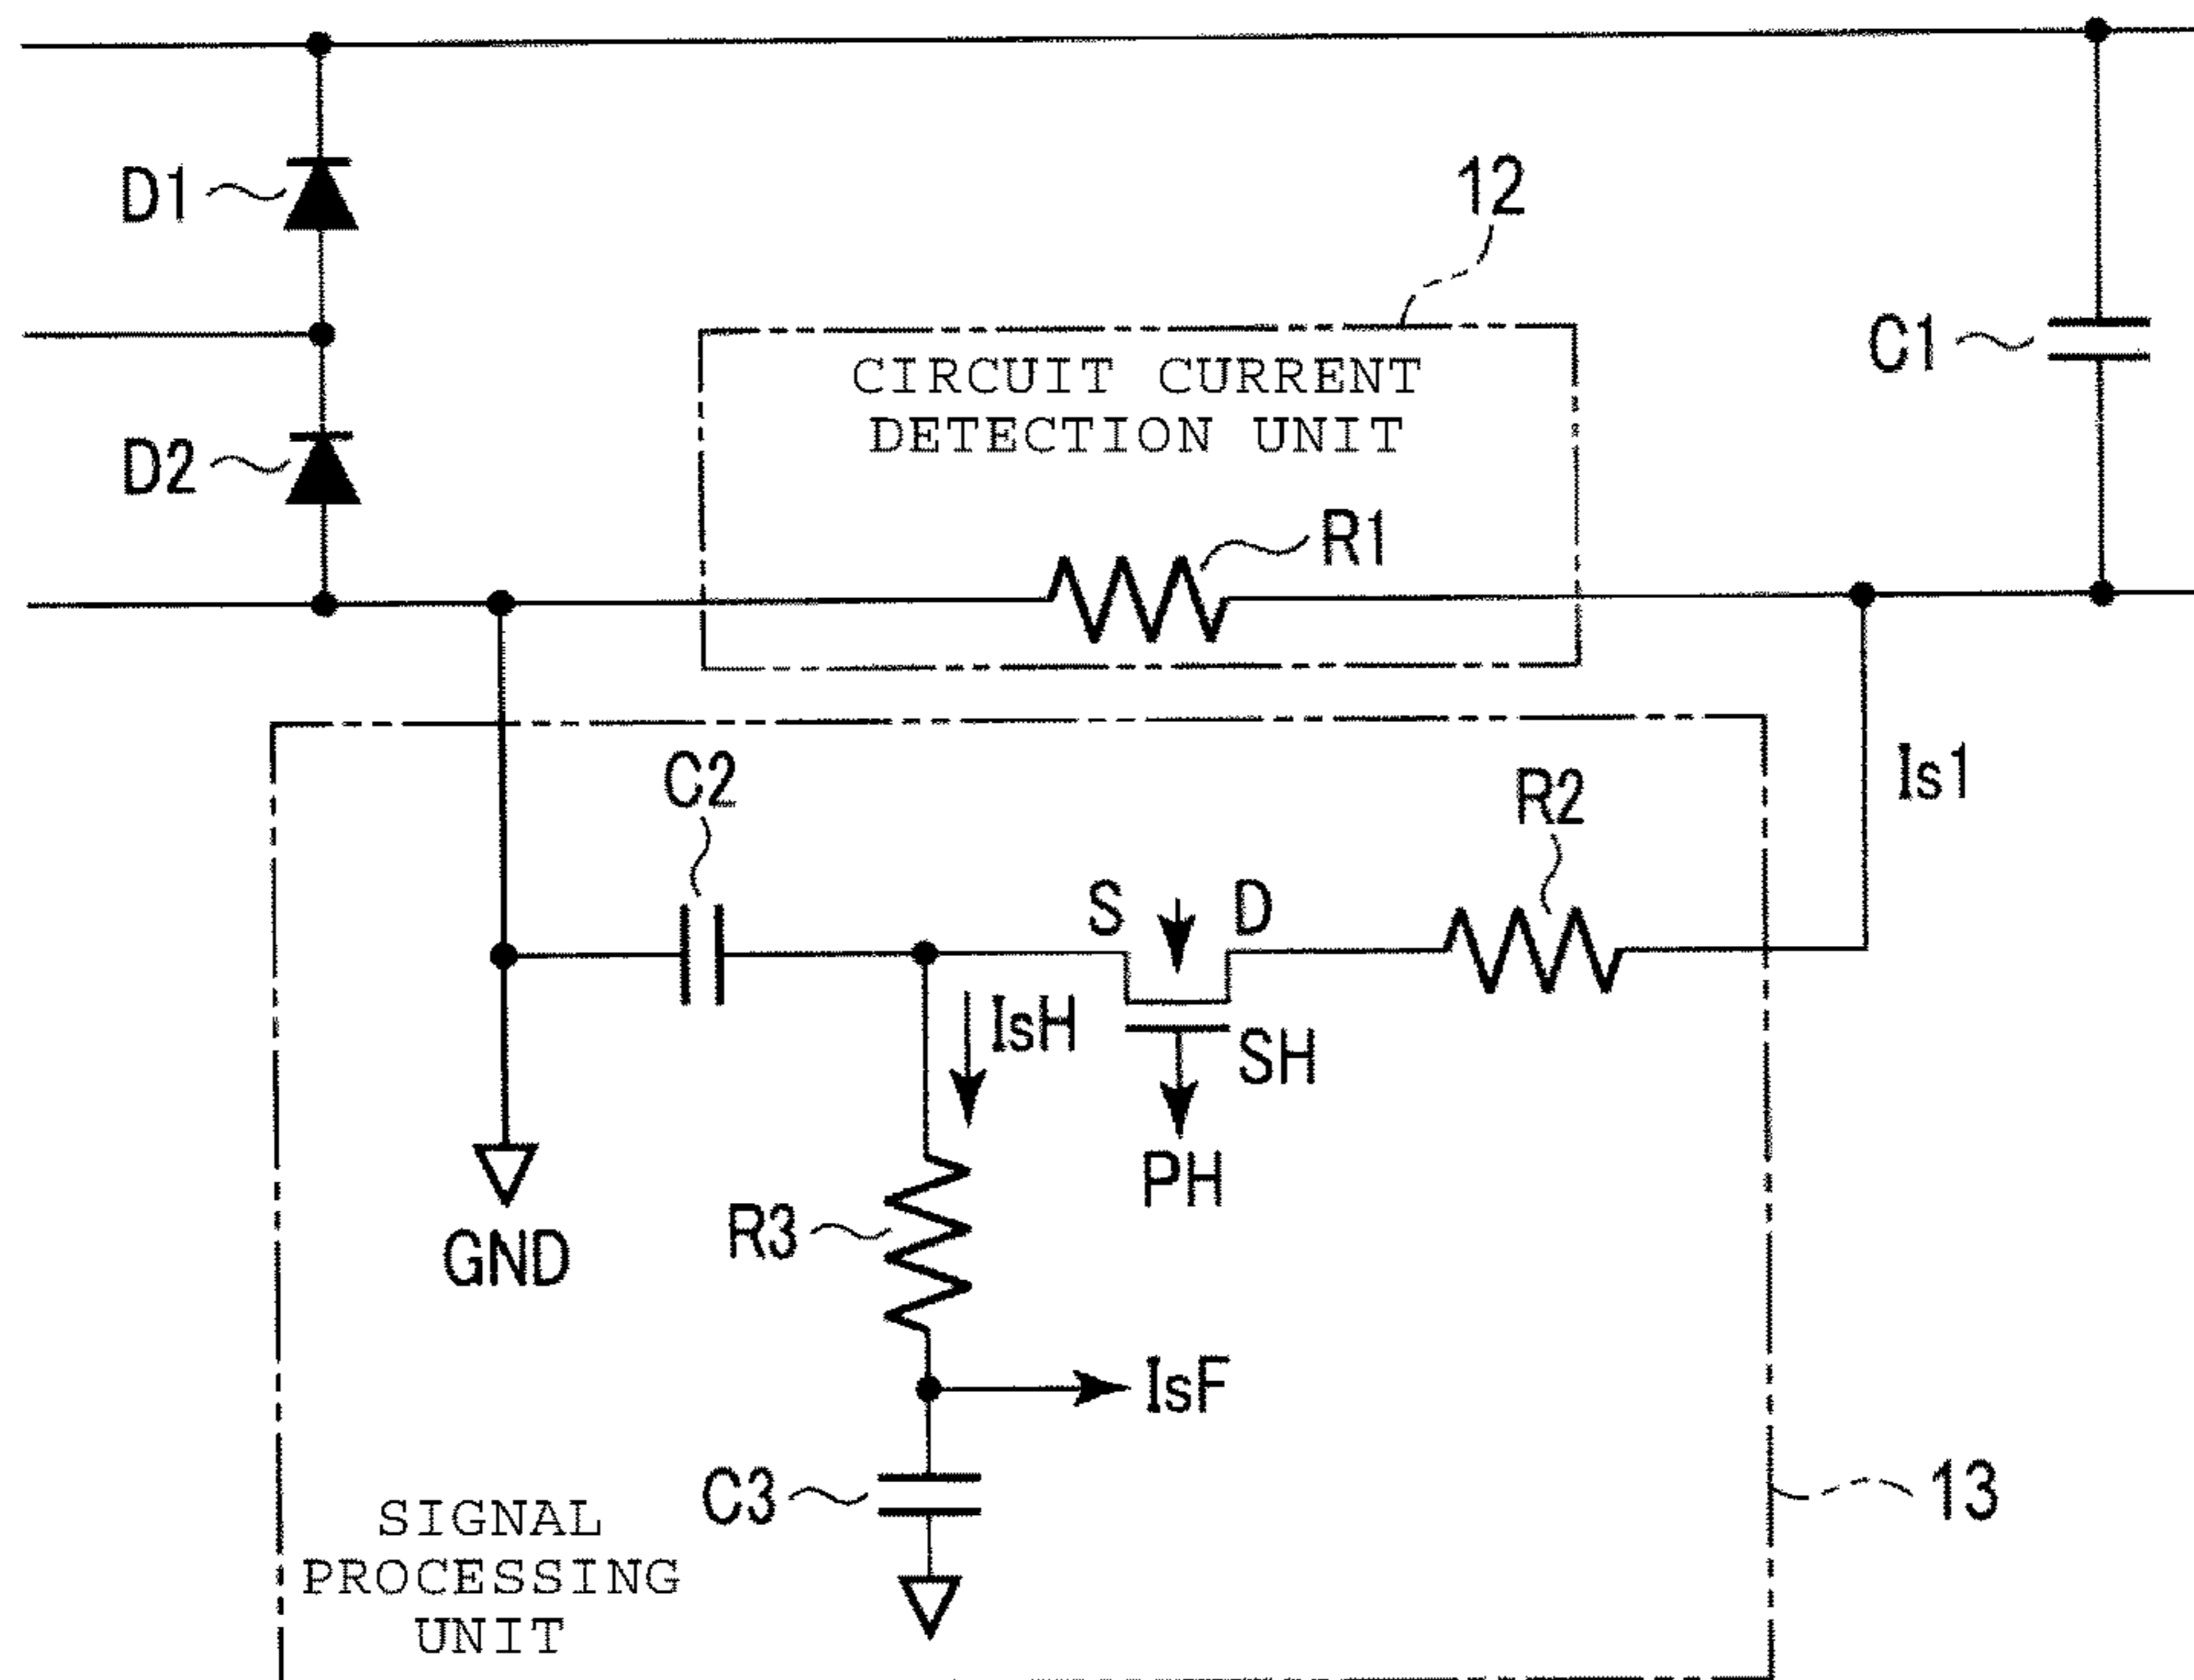 D1
12
C1
CIRCUIT CURRENT
DETECTION UNIT
D2
R1
C2
R2
Is1
S
D
IsH
SH
PH
R3
GND
IsF
C3
13
SIGNAL
PROCESSING
UNIT